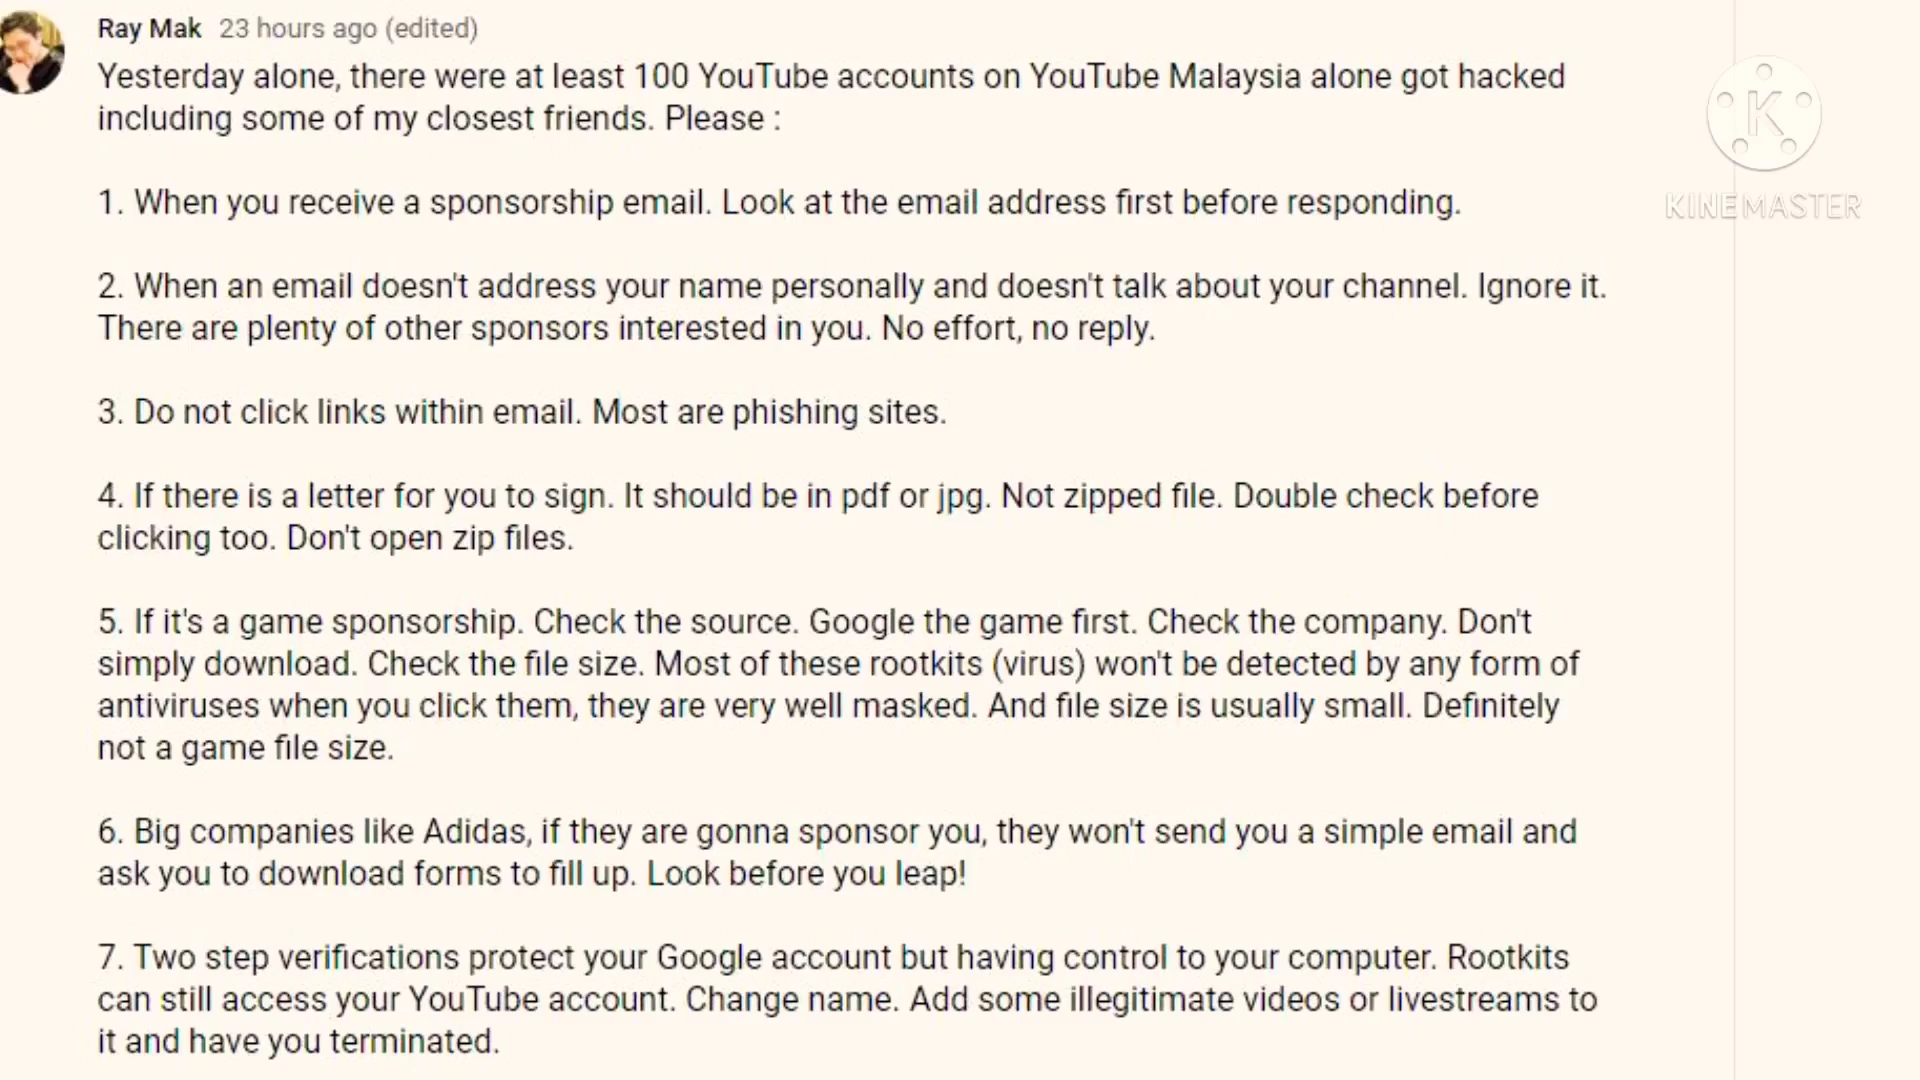 Ray Mak 23 hours ago (edited)
Yesterday alone, there were at least 100 YouTube accounts on YouTube Malaysia alone got hacked
including some of my closest friends. Please :
1. When you receive a sponsorship email. Look at the email address first before responding.
2. When an email doesn't address your name personally and doesn't talk about your channel. Ignore it.
There are plenty of other sponsors interested in you. No effort, no reply.
3. Do not click links within email. Most are phishing sites.
4. If there is a letter for you to sign. It should be in pdf or jpg. Not zipped file. Double check before
clicking too. Don't open zip files.
5. If it's a game sponsorship. Check the source. Google the game first. Check the company. Don't
simply download. Check the file size. Most of these rootkits (virus) won't be detected by any form of
antiviruses when you click them, they are very well masked. And file size is usually small. Definitely
not a game file size.
6. Big companies like Adidas, if they are gonna sponsor you, they won't send you a simple email and
ask you to download forms to fill up. Look before you leap!
7. Two step verifications protect your Google account but having control to your computer. Rootkits
can still access your YouTube account. Change name. Add some illegitimate videos or livestreams to
it and have you terminated.
K
KINEMASTER